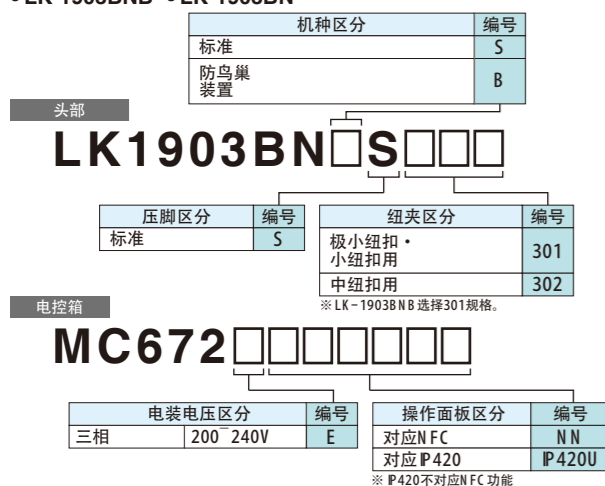 • LK-1903BNB • LK-1903BN
机种区分 编号
标准 S
防鸟巢
装置 B
头部
LK1903BN□S□□□
压脚区分 编号
标准 S
纽夹区分 编号
极小纽扣・
小纽扣用 301
中纽扣用 302
※ LK-1903BNB 选择301规格。
电控箱
MC672□□□□□□□
电装电压区分 编号
三相 200¯240V E
操作面板区分 编号
对应NFC NN
对应IP420 IP420U
※ IP420不对应NFC 功能